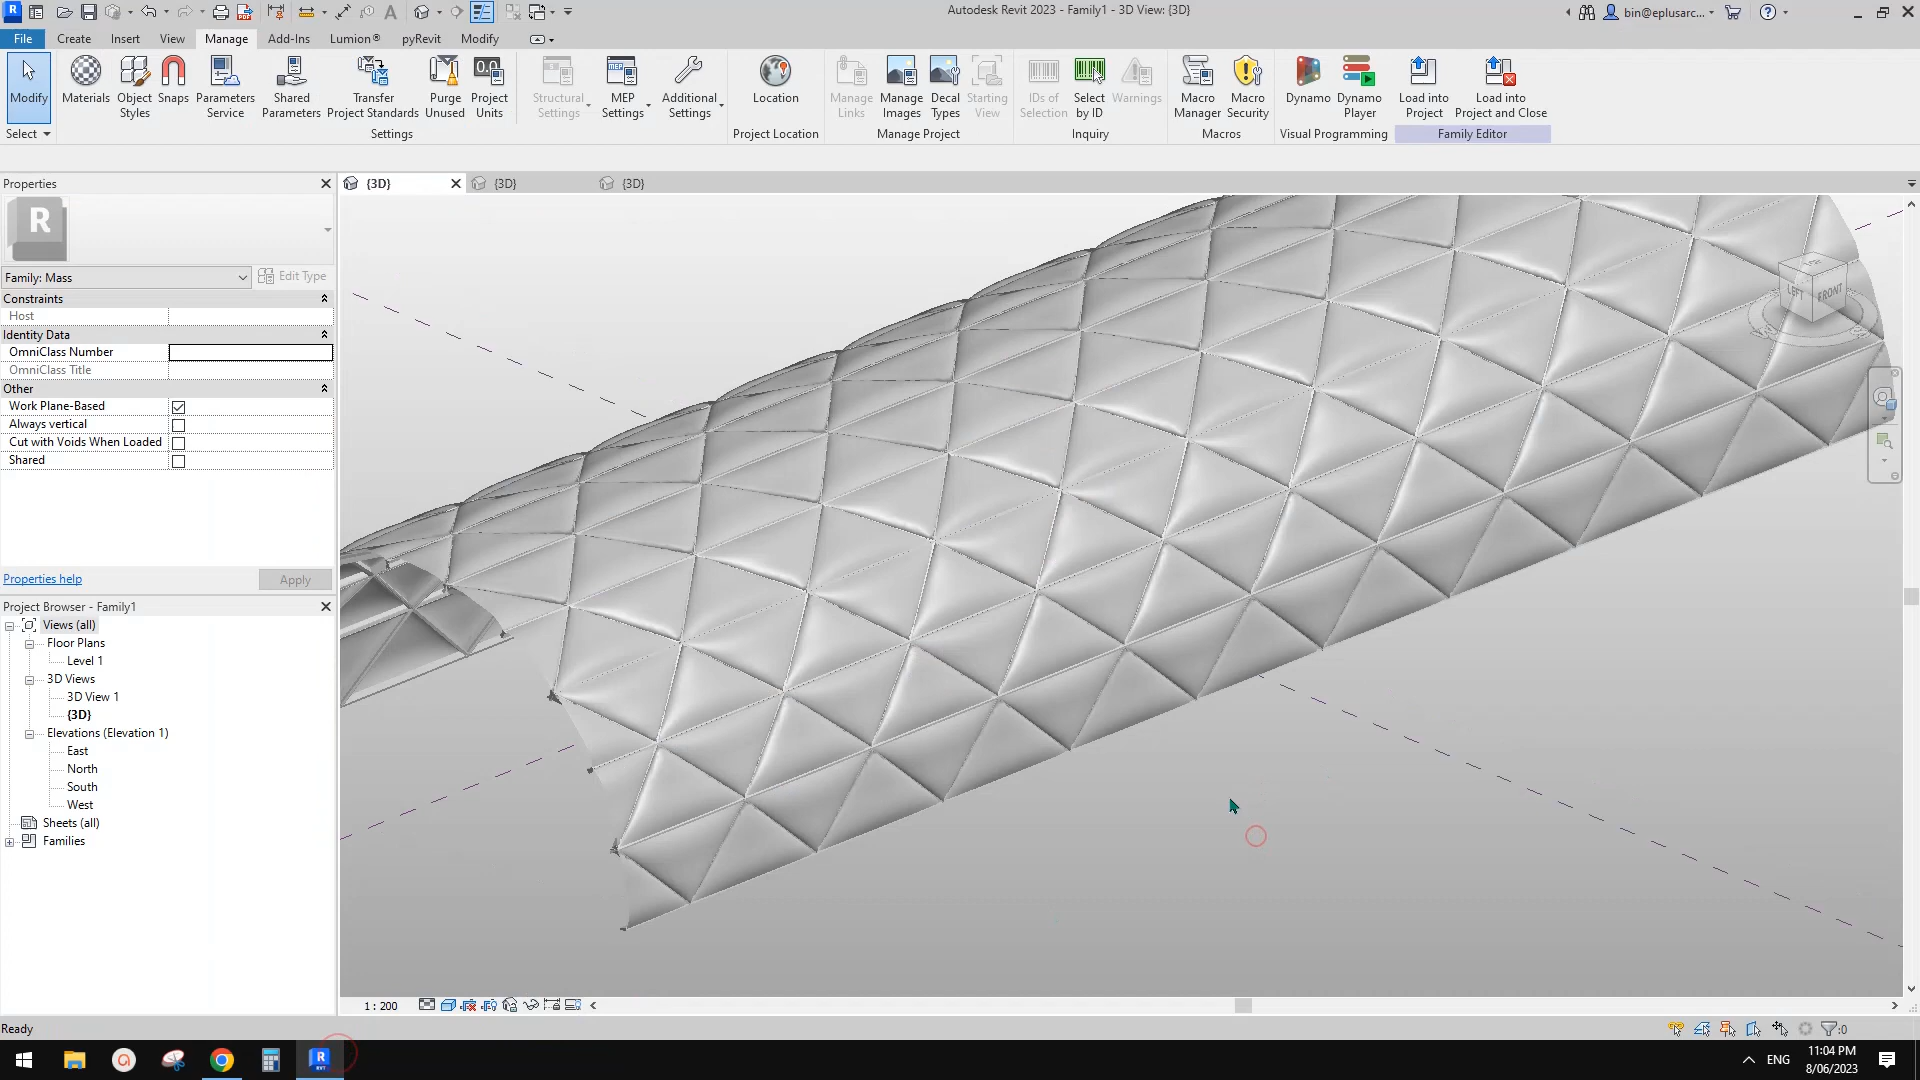 Autodesk Revit 2023 - Family1 - 3D View: {3D}
bin@eplusarc...
File Create Insert View Manage Add-Ins Lumion® pyRevit Modify
Modify
Materials
Object Styles
Snaps
Parameters Service
Shared Parameters
Transfer Project Standards
Purge Unused
Project Units
Structural Settings
MEP Settings
Additional Settings
Location
Manage Links
Manage Images
Decal Types
Starting View
IDs of Selection
Select by ID
Warnings
Macro Manager
Macro Security
Dynamo
Dynamo Player
Load into Project
Load into Project and Close
Select
Settings
Project Location
Manage Project
Inquiry
Macros
Visual Programming
Family Editor
Properties
{3D} {3D} {3D}
R
Family: Mass
Edit Type
Constraints
Host
Identity Data
OmniClass Number
OmniClass Title
Other
Work Plane-Based
Always vertical
Cut with Voids When Loaded
Shared
LEFT FRONT
Properties help
Apply
Project Browser - Family1
Views (all)
Floor Plans
Level 1
3D Views
3D View 1
{3D}
Elevations (Elevation 1)
East
North
South
West
Sheets (all)
Families
1 : 200
Ready
:0
ENG
11:04 PM
8/06/2023